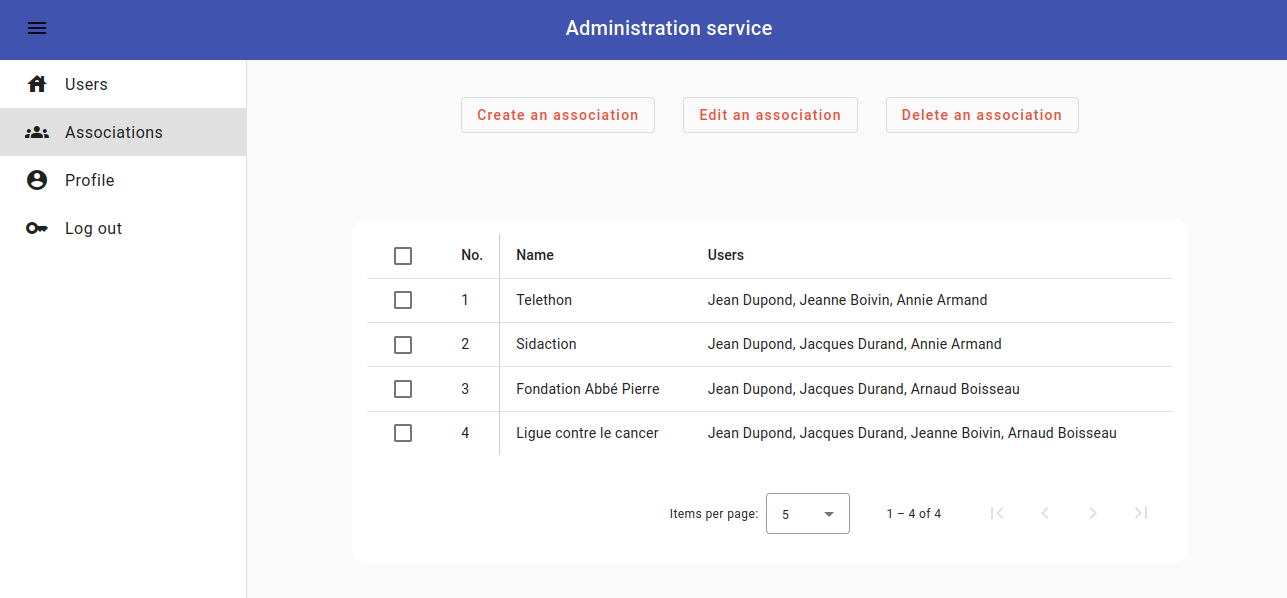 Administration service
Users
Associations
Profile
Log out
Create an association Edit an association Delete an association
No. Name Users
1 Telethon Jean Dupond, Jeanne Boivin, Annie Armand
2 Sidaction Jean Dupond, Jacques Durand, Annie Armand
3 Fondation Abbé Pierre Jean Dupond, Jacques Durand, Arnaud Boisseau
4 Ligue contre le cancer Jean Dupond, Jacques Durand, Jeanne Boivin, Arnaud Boisseau
Items per page: 5 1 – 4 of 4